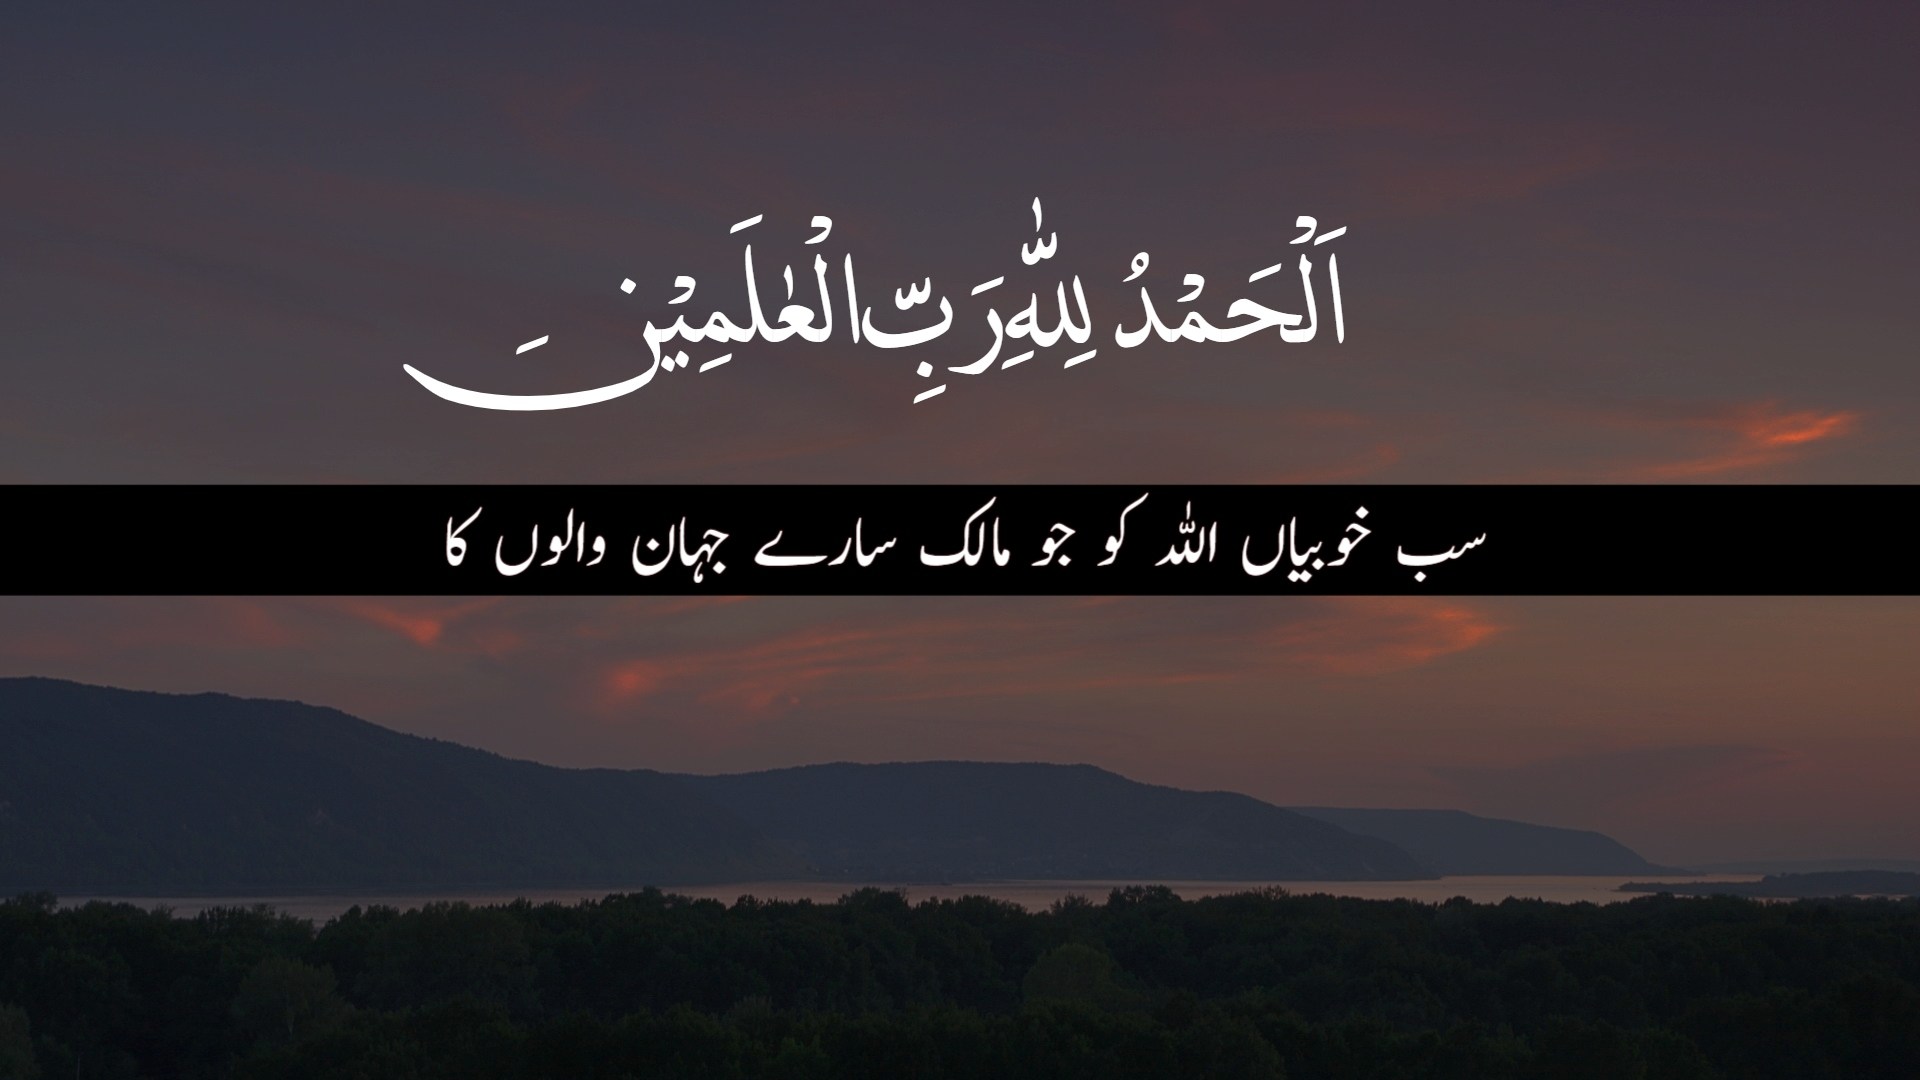 اَلْحَمْدُ لِلّٰهِ رَبِّ الْعٰلَمِیْنَ
سب خوبیاں اللہ کو جو مالک سارے جہان والوں کا